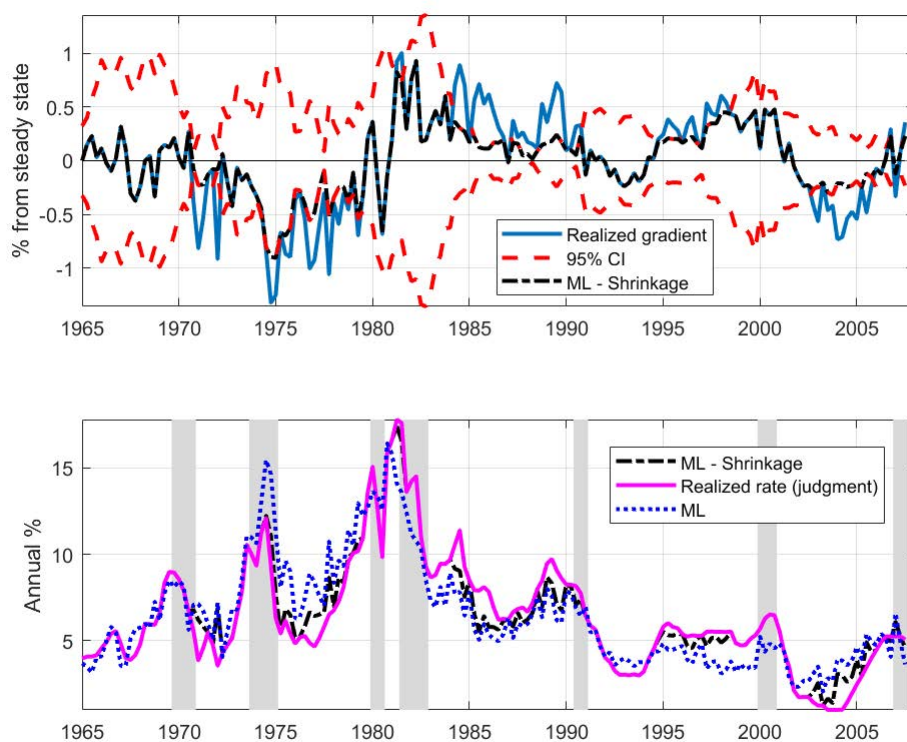 % from steady state
1
0.5
0
-0.5
-1
Realized gradient
95% CI
ML - Shrinkage
1965 1970 1975 1980 1985 1990 1995 2000 2005
Annual %
15
10
5
ML - Shrinkage
Realized rate (judgment)
ML
1965 1970 1975 1980 1985 1990 1995 2000 2005